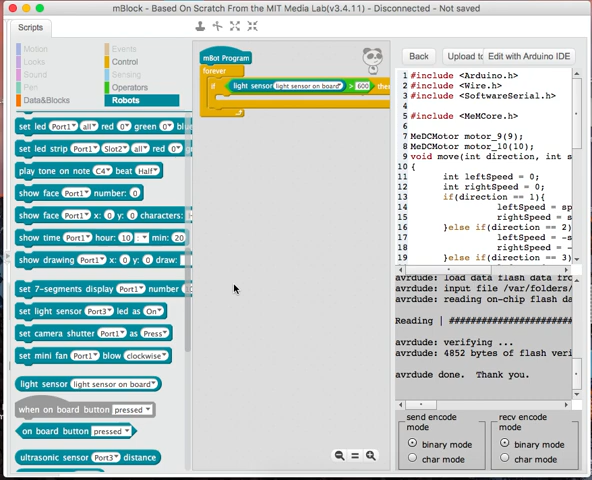 mBlock - Based On Scratch From the MIT Media Lab(v3.4.11) - Disconnected - Not saved
Scripts
Motion
Looks
Sound
Pen
Data&Blocks
Events
Control
Sensing
Operators
Robots
set led Port1 all red 0 green 0 blu
set led strip Port1 Slot2 all red 0
play tone on note C4 beat Half
show face Port1 number: 0
show face Port1 x: 0 y: 0 characters:
show time Port1 hour: 10 : min: 20
show drawing Port1 x: 0 y: 0 draw:
set 7-segments display Port1 number
set light sensor Port3 led as On
set camera shutter Port1 as Press
set mini fan Port1 blow clockwise
light sensor light sensor on board
when on board button pressed
on board button pressed
ultrasonic sensor Port3 distance
mBot Program
forever
if light sensor light sensor on board > 600 then
Back
Upload to
Edit with Arduino IDE
1 #include <Arduino.h>
2 #include <Wire.h>
3 #include <SoftwareSerial.h>
4
5 #include <MeMCore.h>
6
7 MeDCMotor motor_9(9);
8 MeDCMotor motor_10(10);
9 void move(int direction, int s
10 {
11 int leftSpeed = 0;
12 int rightSpeed = 0;
13 if(direction == 1){
14 leftSpeed = sp
15 rightSpeed = s
16 }else if(direction == 2)
17 leftSpeed = -s
18 rightSpeed = -
19 }else if(direction == 3)
avrdude: load data flash data fro
avrdude: input file /var/folders/
avrdude: reading on-chip flash da
Reading | ######################
avrdude: verifying ...
avrdude: 4852 bytes of flash veri
avrdude done. Thank you.
send encode mode
binary mode
char mode
recv encode mode
binary mode
char mode